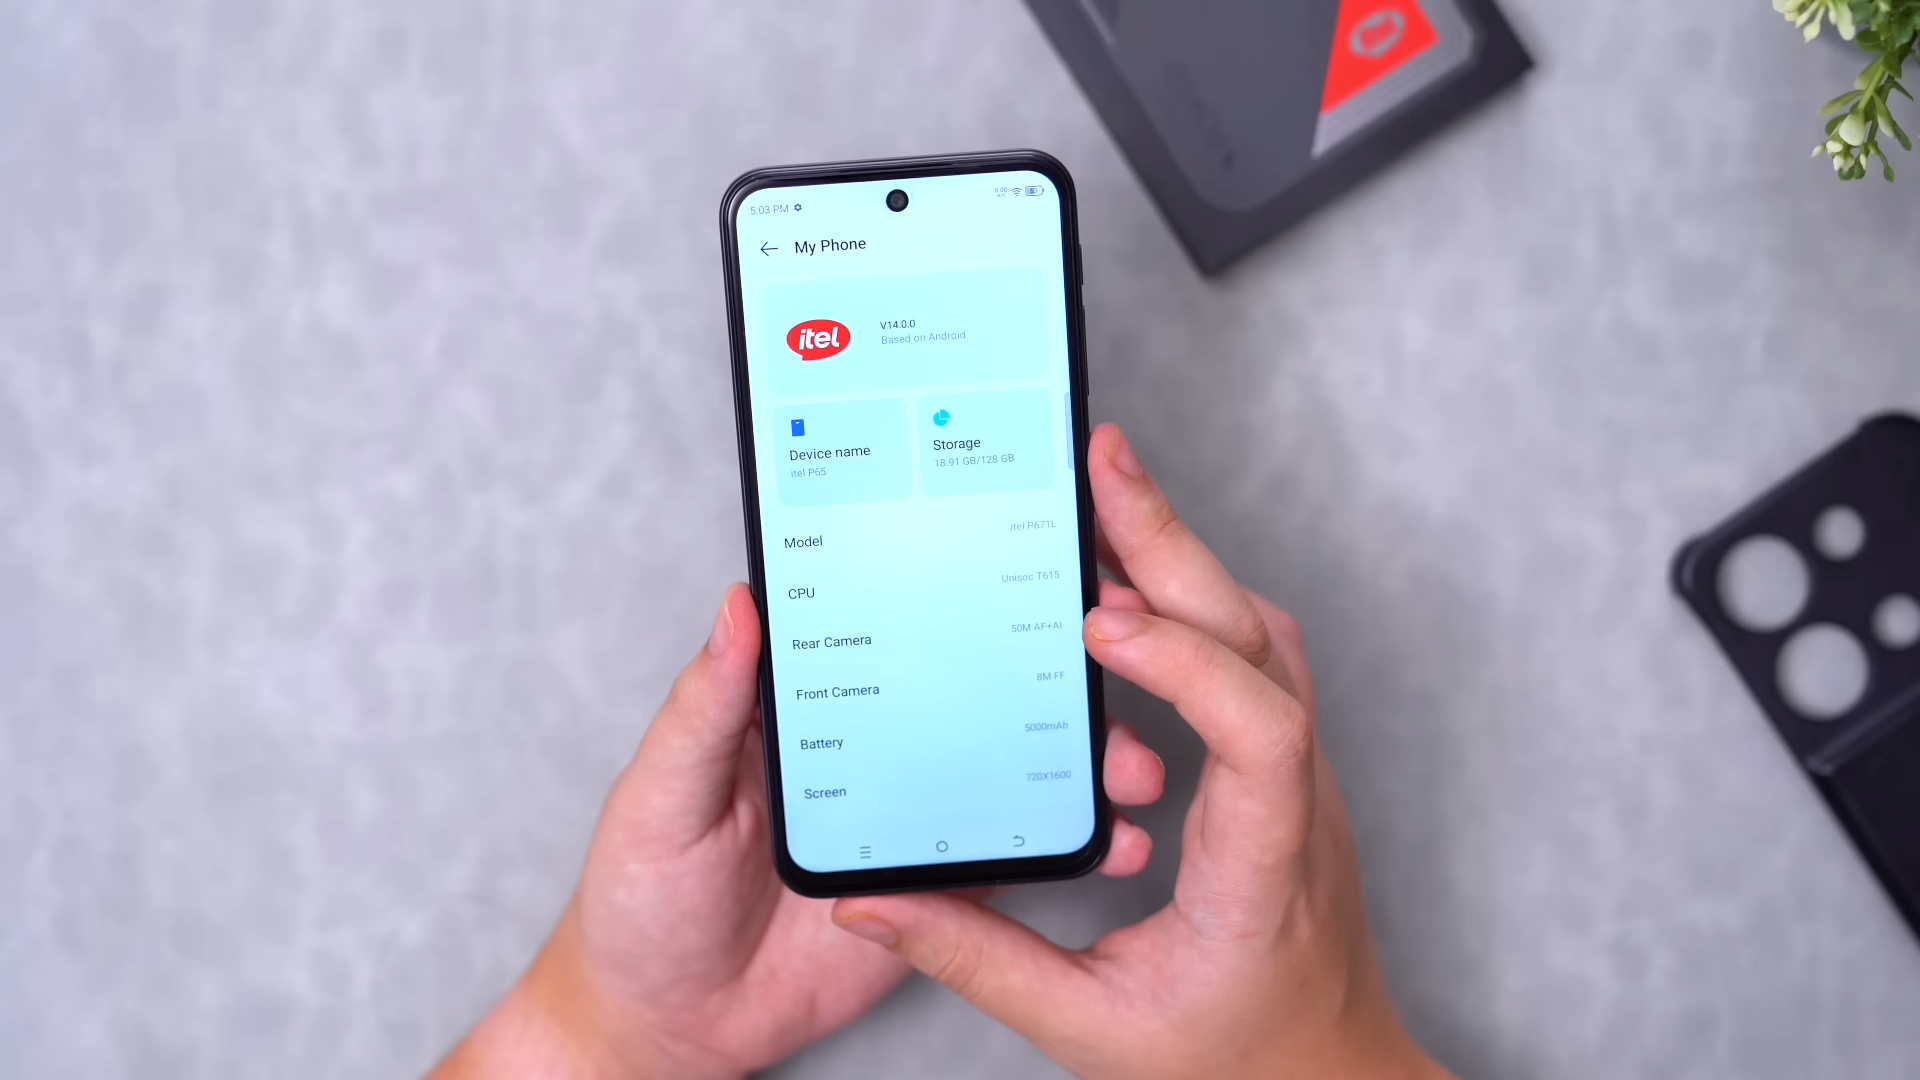 5:03 PM
My Phone
itel
V14.0.0
Based on Android
Device name
itel P65
Storage
18.91 GB/128 GB
Model
itel P671L
CPU
Unisoc T615
Rear Camera
50M AF+AI
Front Camera
8M FF
Battery
5000mAh
Screen
720X1600